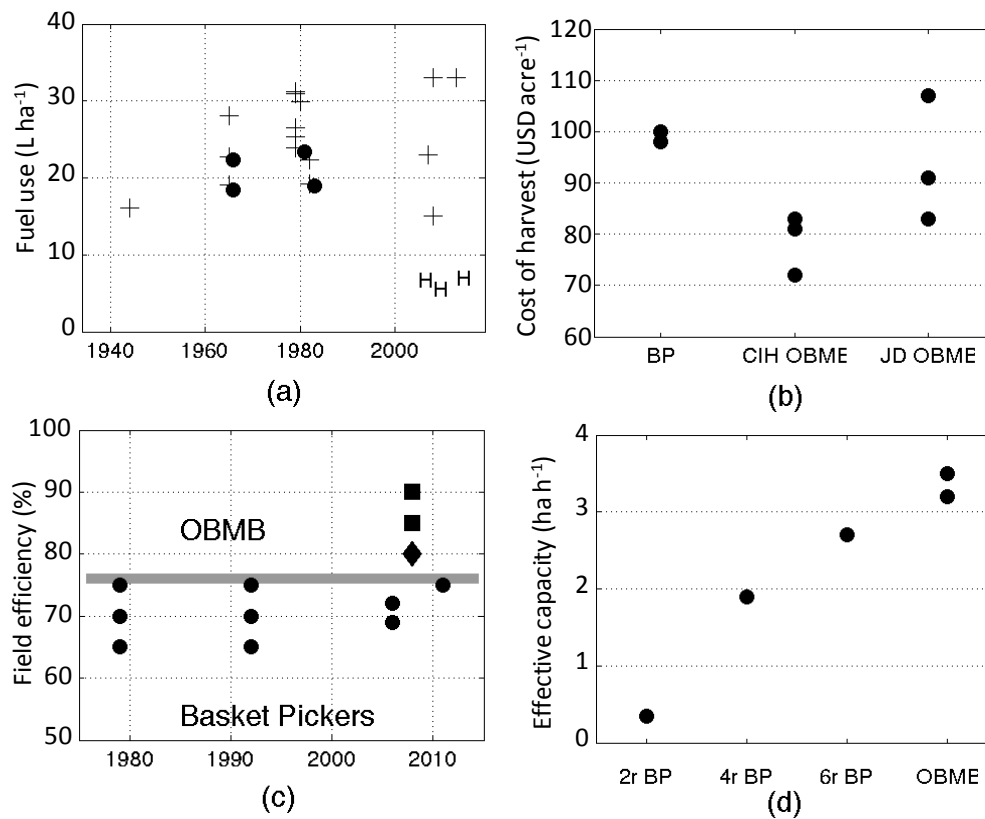 Fuel use (L ha⁻¹)
40
30
20
10
0
H
H
H
1940
1960
1980
2000
(a)
Cost of harvest (USD acre⁻¹)
120
110
100
90
80
70
60
BP
CIH OBME
JD OBME
(b)
Field efficiency (%)
100
90
80
70
60
50
OBMB
Basket Pickers
1980
1990
2000
2010
(c)
Effective capacity (ha h⁻¹)
4
3
2
1
0
2r BP
4r BP
6r BP
OBME
(d)